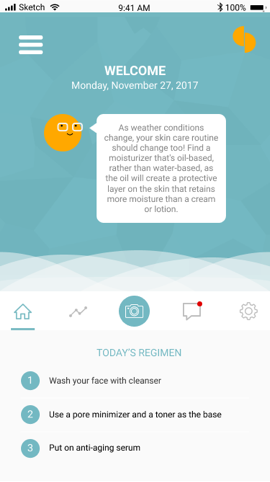 Sketch 9:41 AM 100%
WELCOME
Monday, November 27, 2017
As weather conditions
change, your skin care routine
should change too! Find a
moisturizer that's oil-based,
rather than water-based, as
the oil will create a protective
layer on the skin that retains
more moisture than a cream
or lotion.
TODAY'S REGIMEN
1 Wash your face with cleanser
2 Use a pore minimizer and a toner as the base
3 Put on anti-aging serum